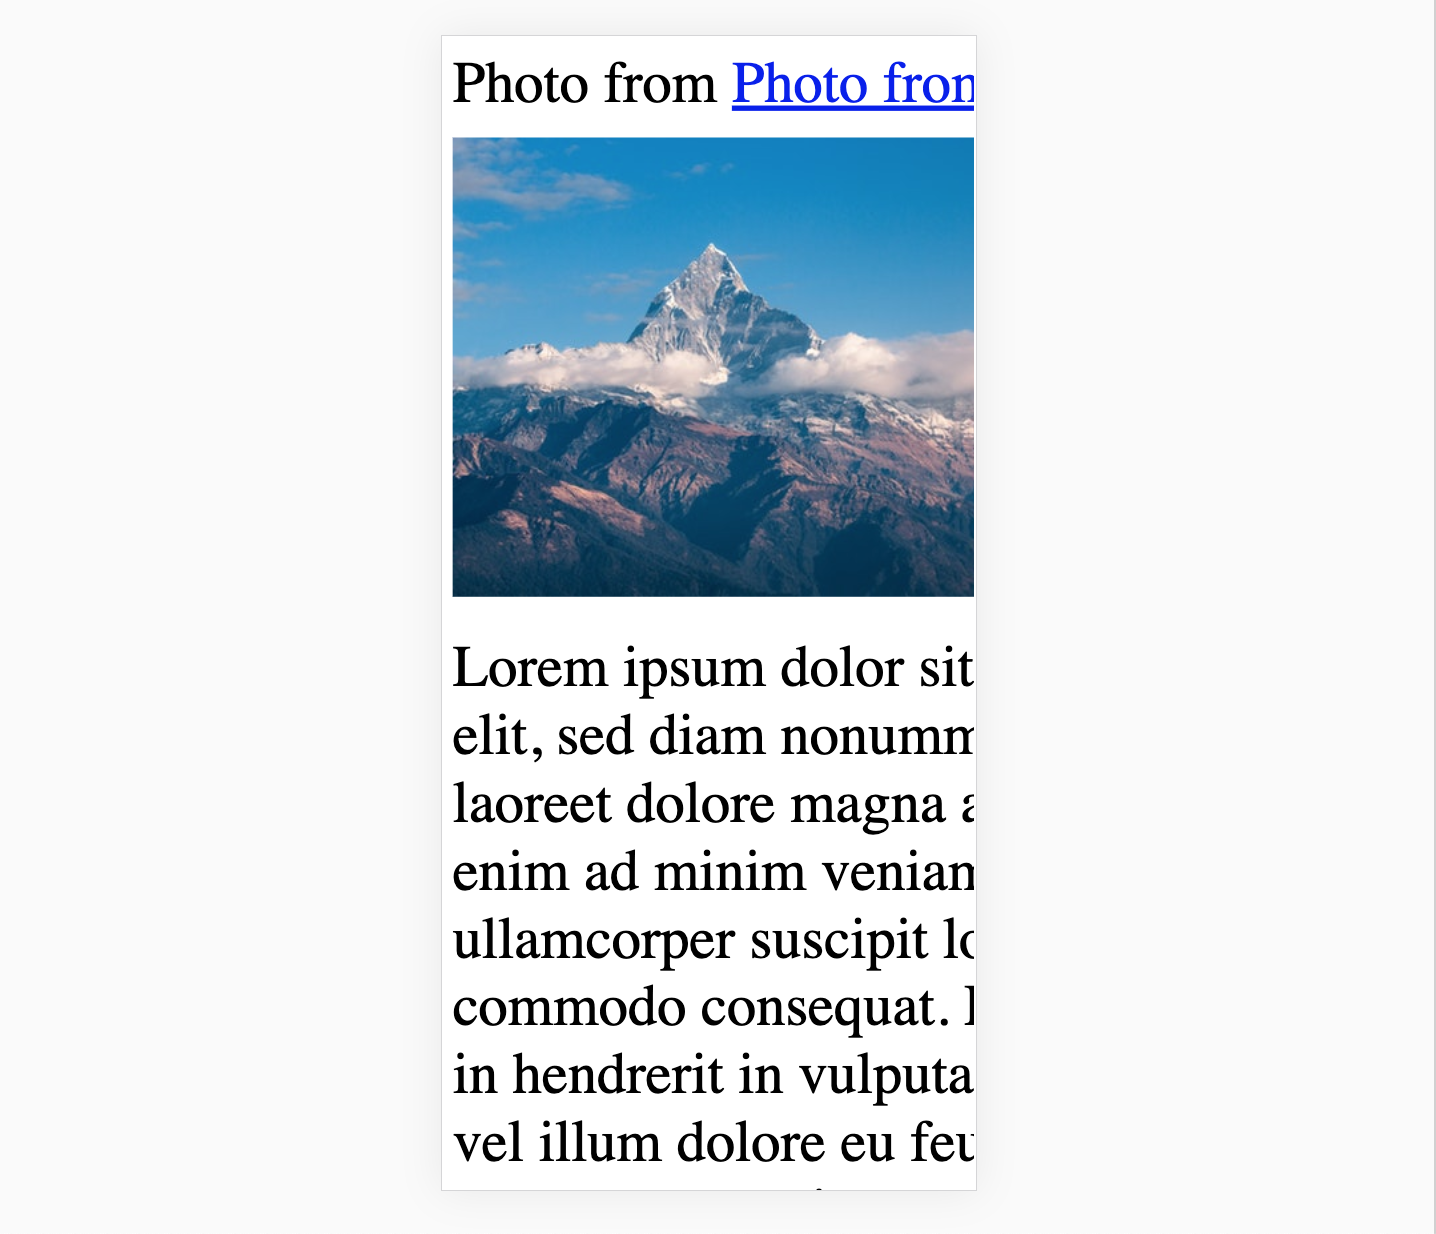 Photo from Photo from
Lorem ipsum dolor sit
elit, sed diam nonumm
laoreet dolore magna a
enim ad minim veniam
ullamcorper suscipit lo
commodo consequat.
in hendrerit in vulputa
vel illum dolore eu feu